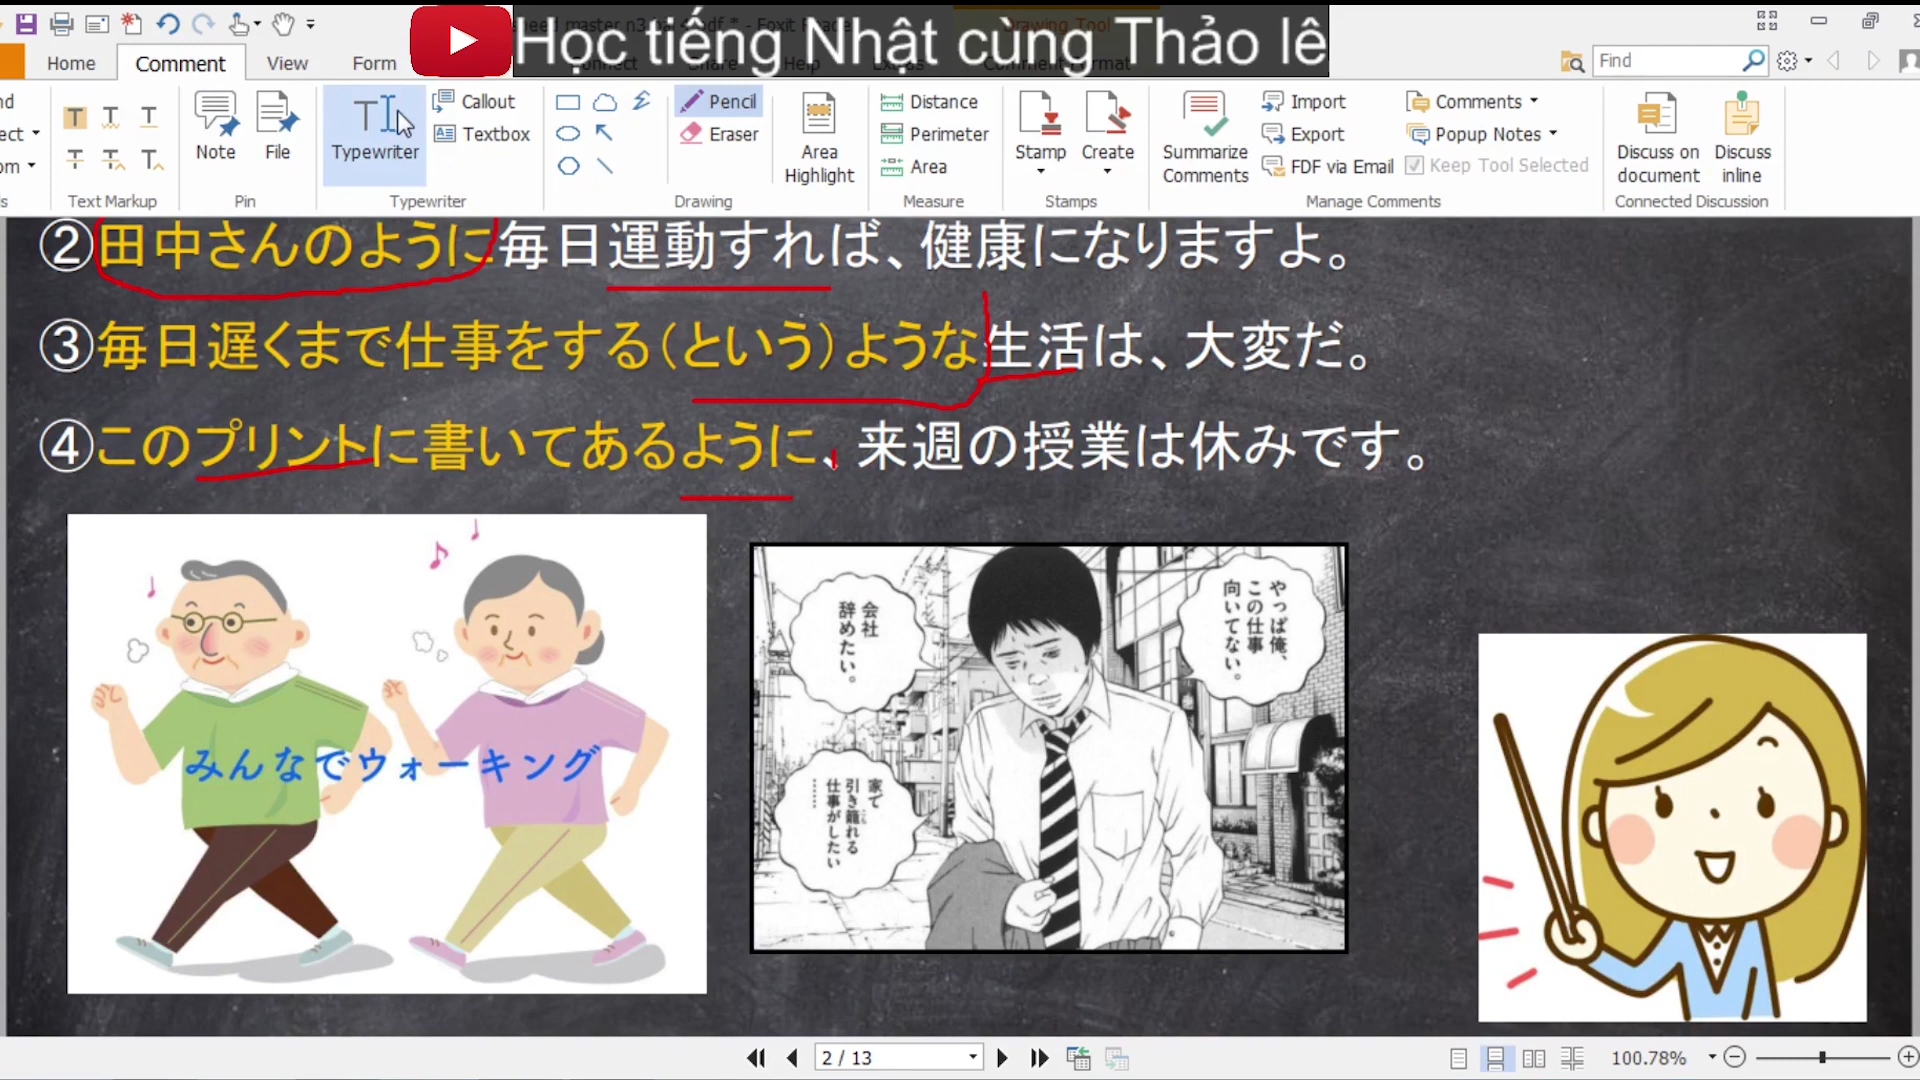 Học tiếng Nhật cùng Thảo lê
Home Comment View Form
Find
Note
File
Typewriter
Callout
Textbox
Pencil
Eraser
Area
Highlight
Distance
Perimeter
Area
Stamp
Create
Summarize
Comments
Import
Export
FDF via Email
Comments
Popup Notes
Keep Tool Selected
Discuss on
document
Discuss
inline
Text Markup
Pin
Typewriter
Drawing
Measure
Stamps
Manage Comments
Connected Discussion
②田中さんのように毎日運動すれば、健康になりますよ。
③毎日遅くまで仕事をする(という)ような生活は、大変だ。
④このプリントに書いてあるように、来週の授業は休みです。
みんなでウォーキング
やっぱ俺、
この仕事
向いてない。
会社
辞めたい。
家で
引き籠れる
仕事がしたい
……
2 / 13
100.78%